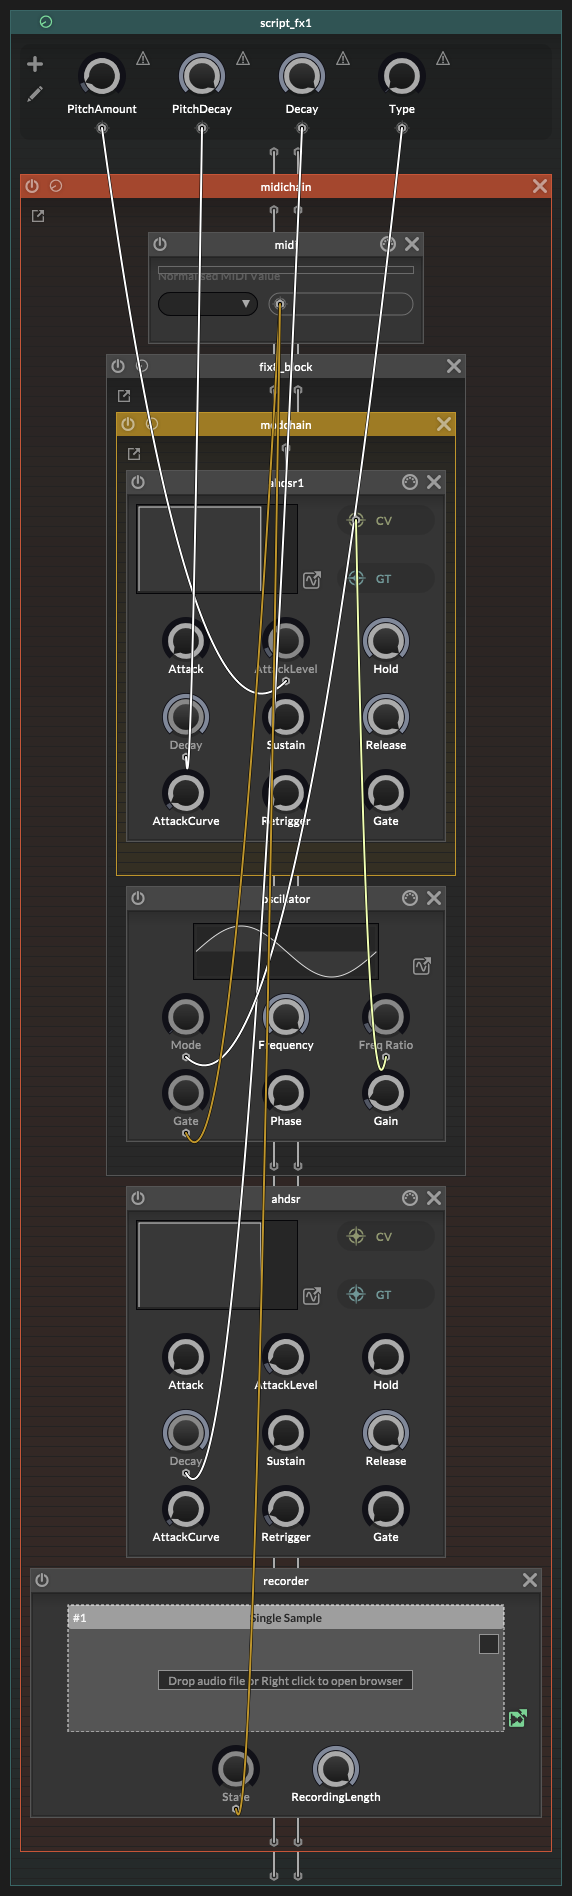 script_fx1
PitchAmount PitchDecay Decay Type
midichain
midi
Normalised MIDI Value
fix8_block
modchain
ahdsr1
CV
GT
Attack AttackLevel Hold
Decay Sustain Release
AttackCurve Retrigger Gate
oscillator
Mode Frequency Freq Ratio
Gate Phase Gain
ahdsr
CV
GT
Attack AttackLevel Hold
Decay Sustain Release
AttackCurve Retrigger Gate
recorder
#1 Single Sample
Drop audio file or Right click to open browser
State RecordingLength